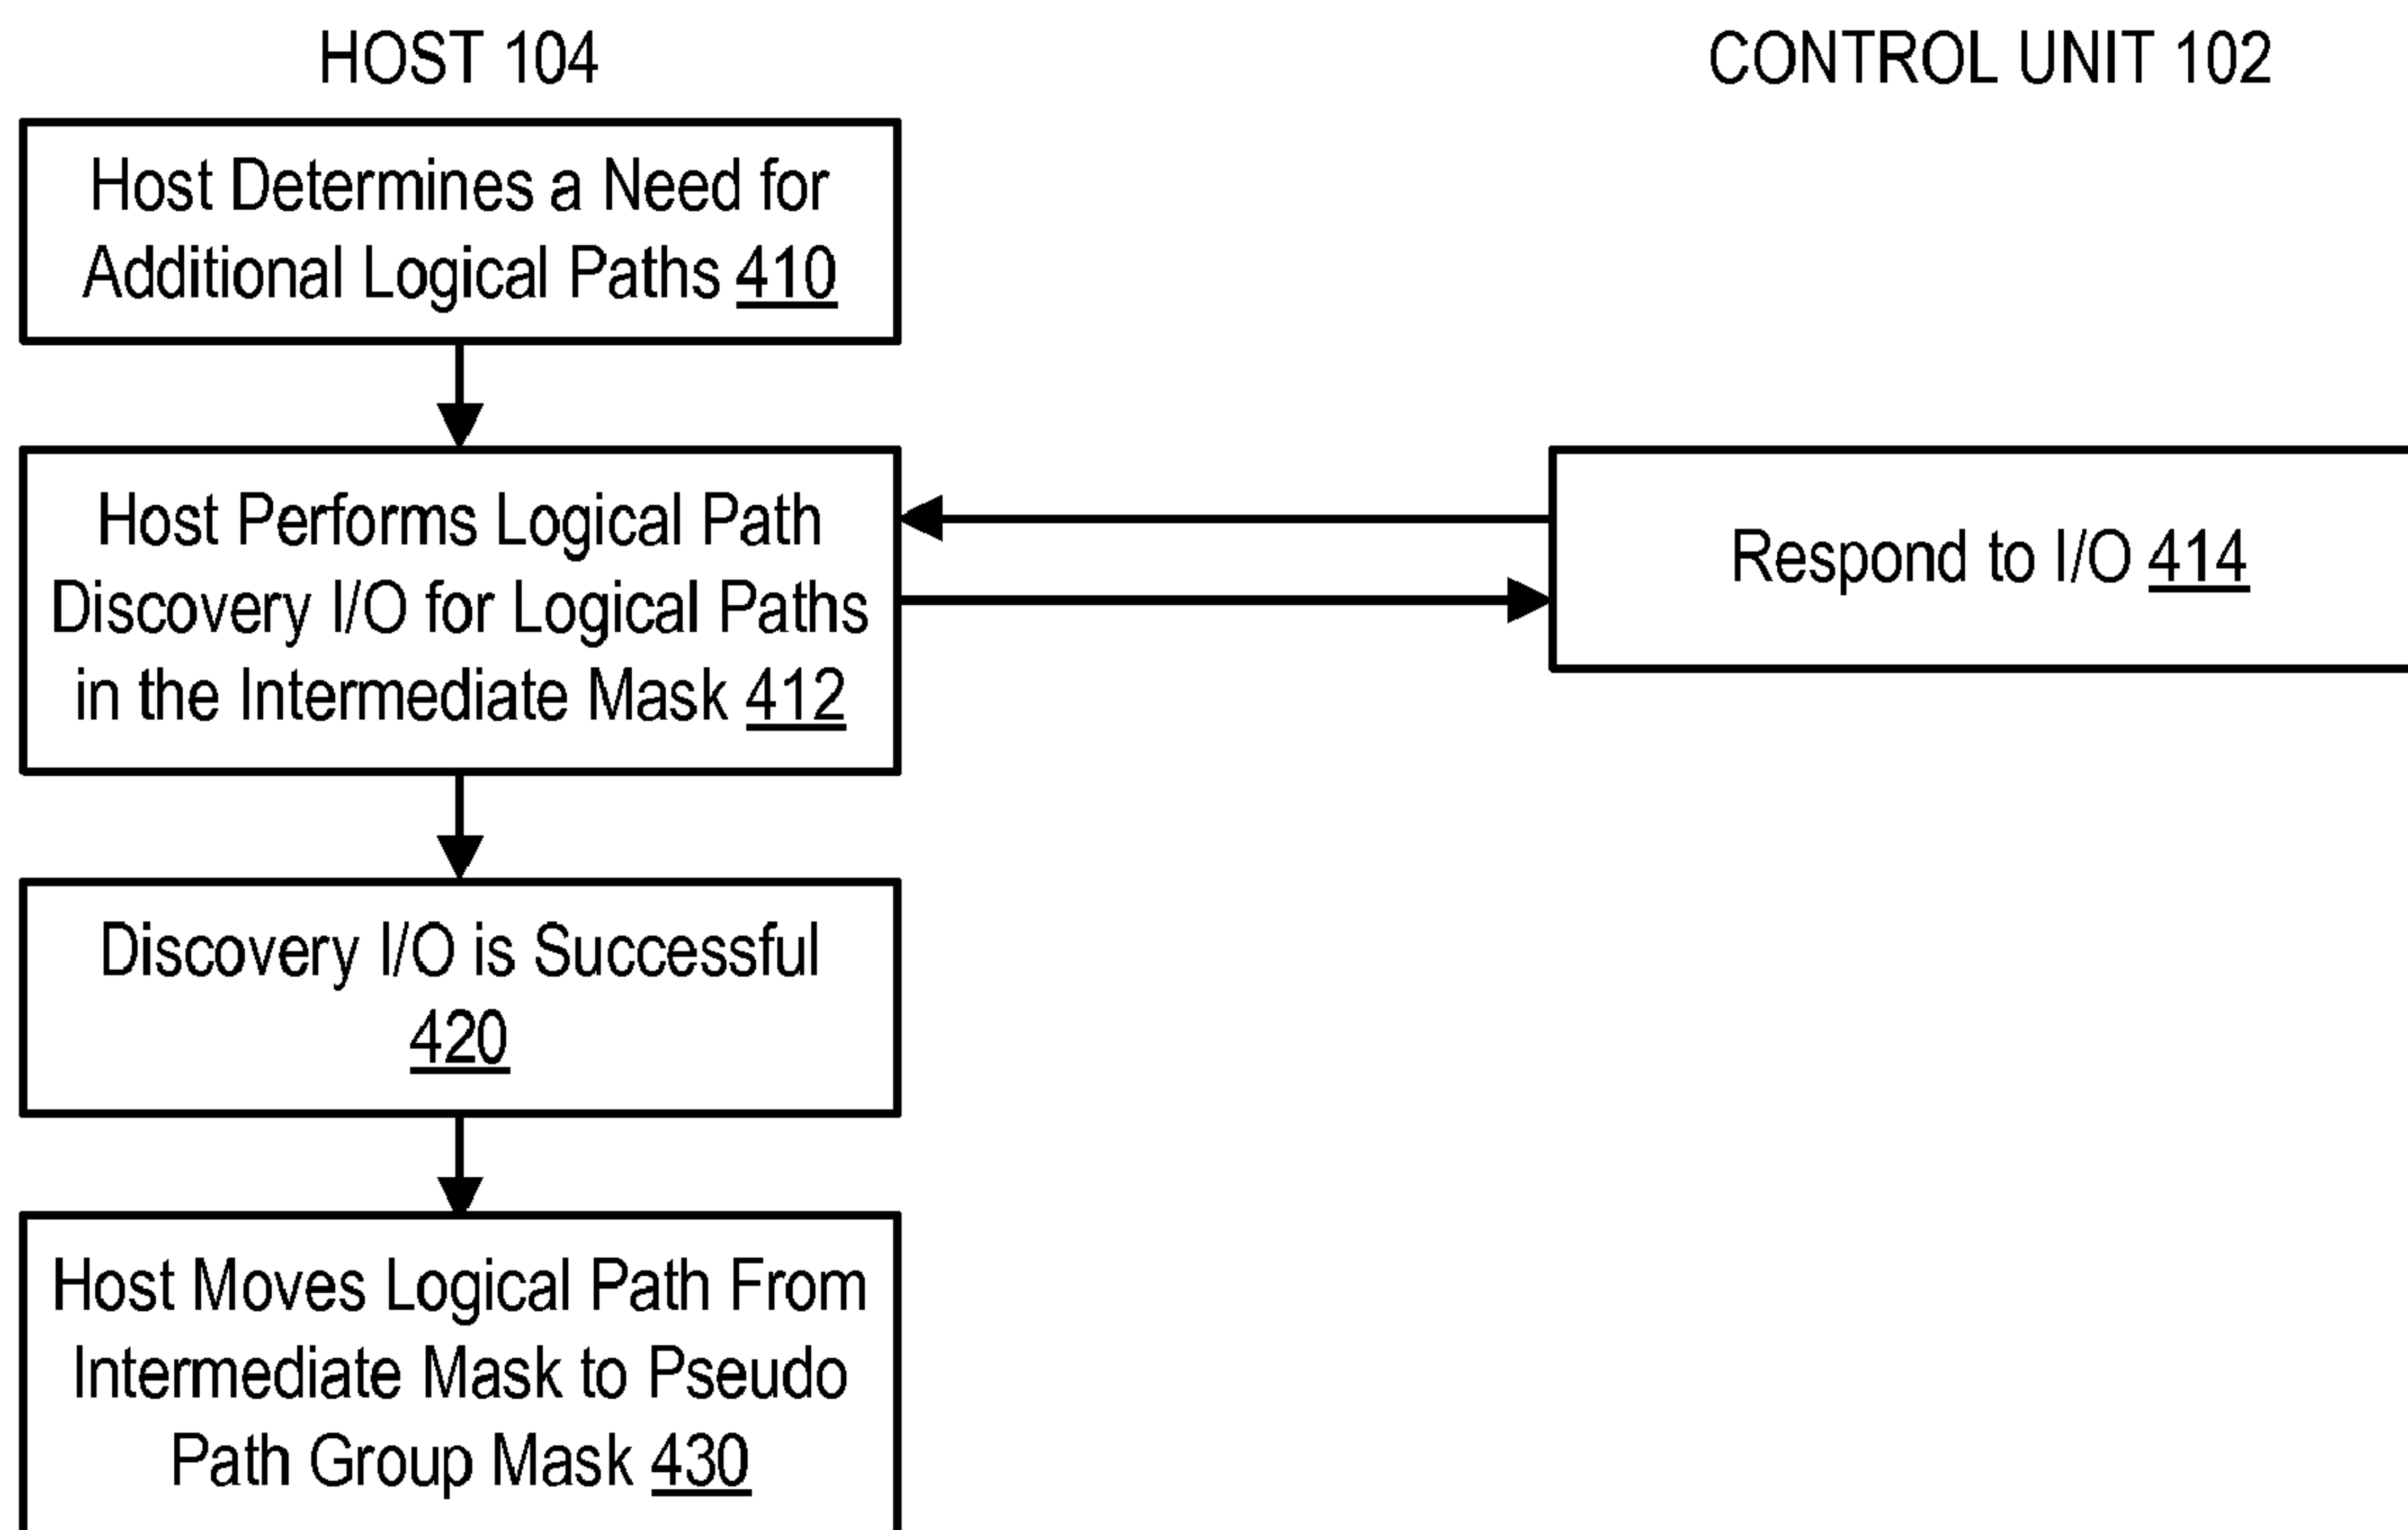 HOST 104
CONTROL UNIT 102
Host Determines a Need for
Additional Logical Paths 410
Host Performs Logical Path
Discovery I/O for Logical Paths
in the Intermediate Mask 412
Respond to I/O 414
Discovery I/O is Successful
420
Host Moves Logical Path From
Intermediate Mask to Pseudo
Path Group Mask 430